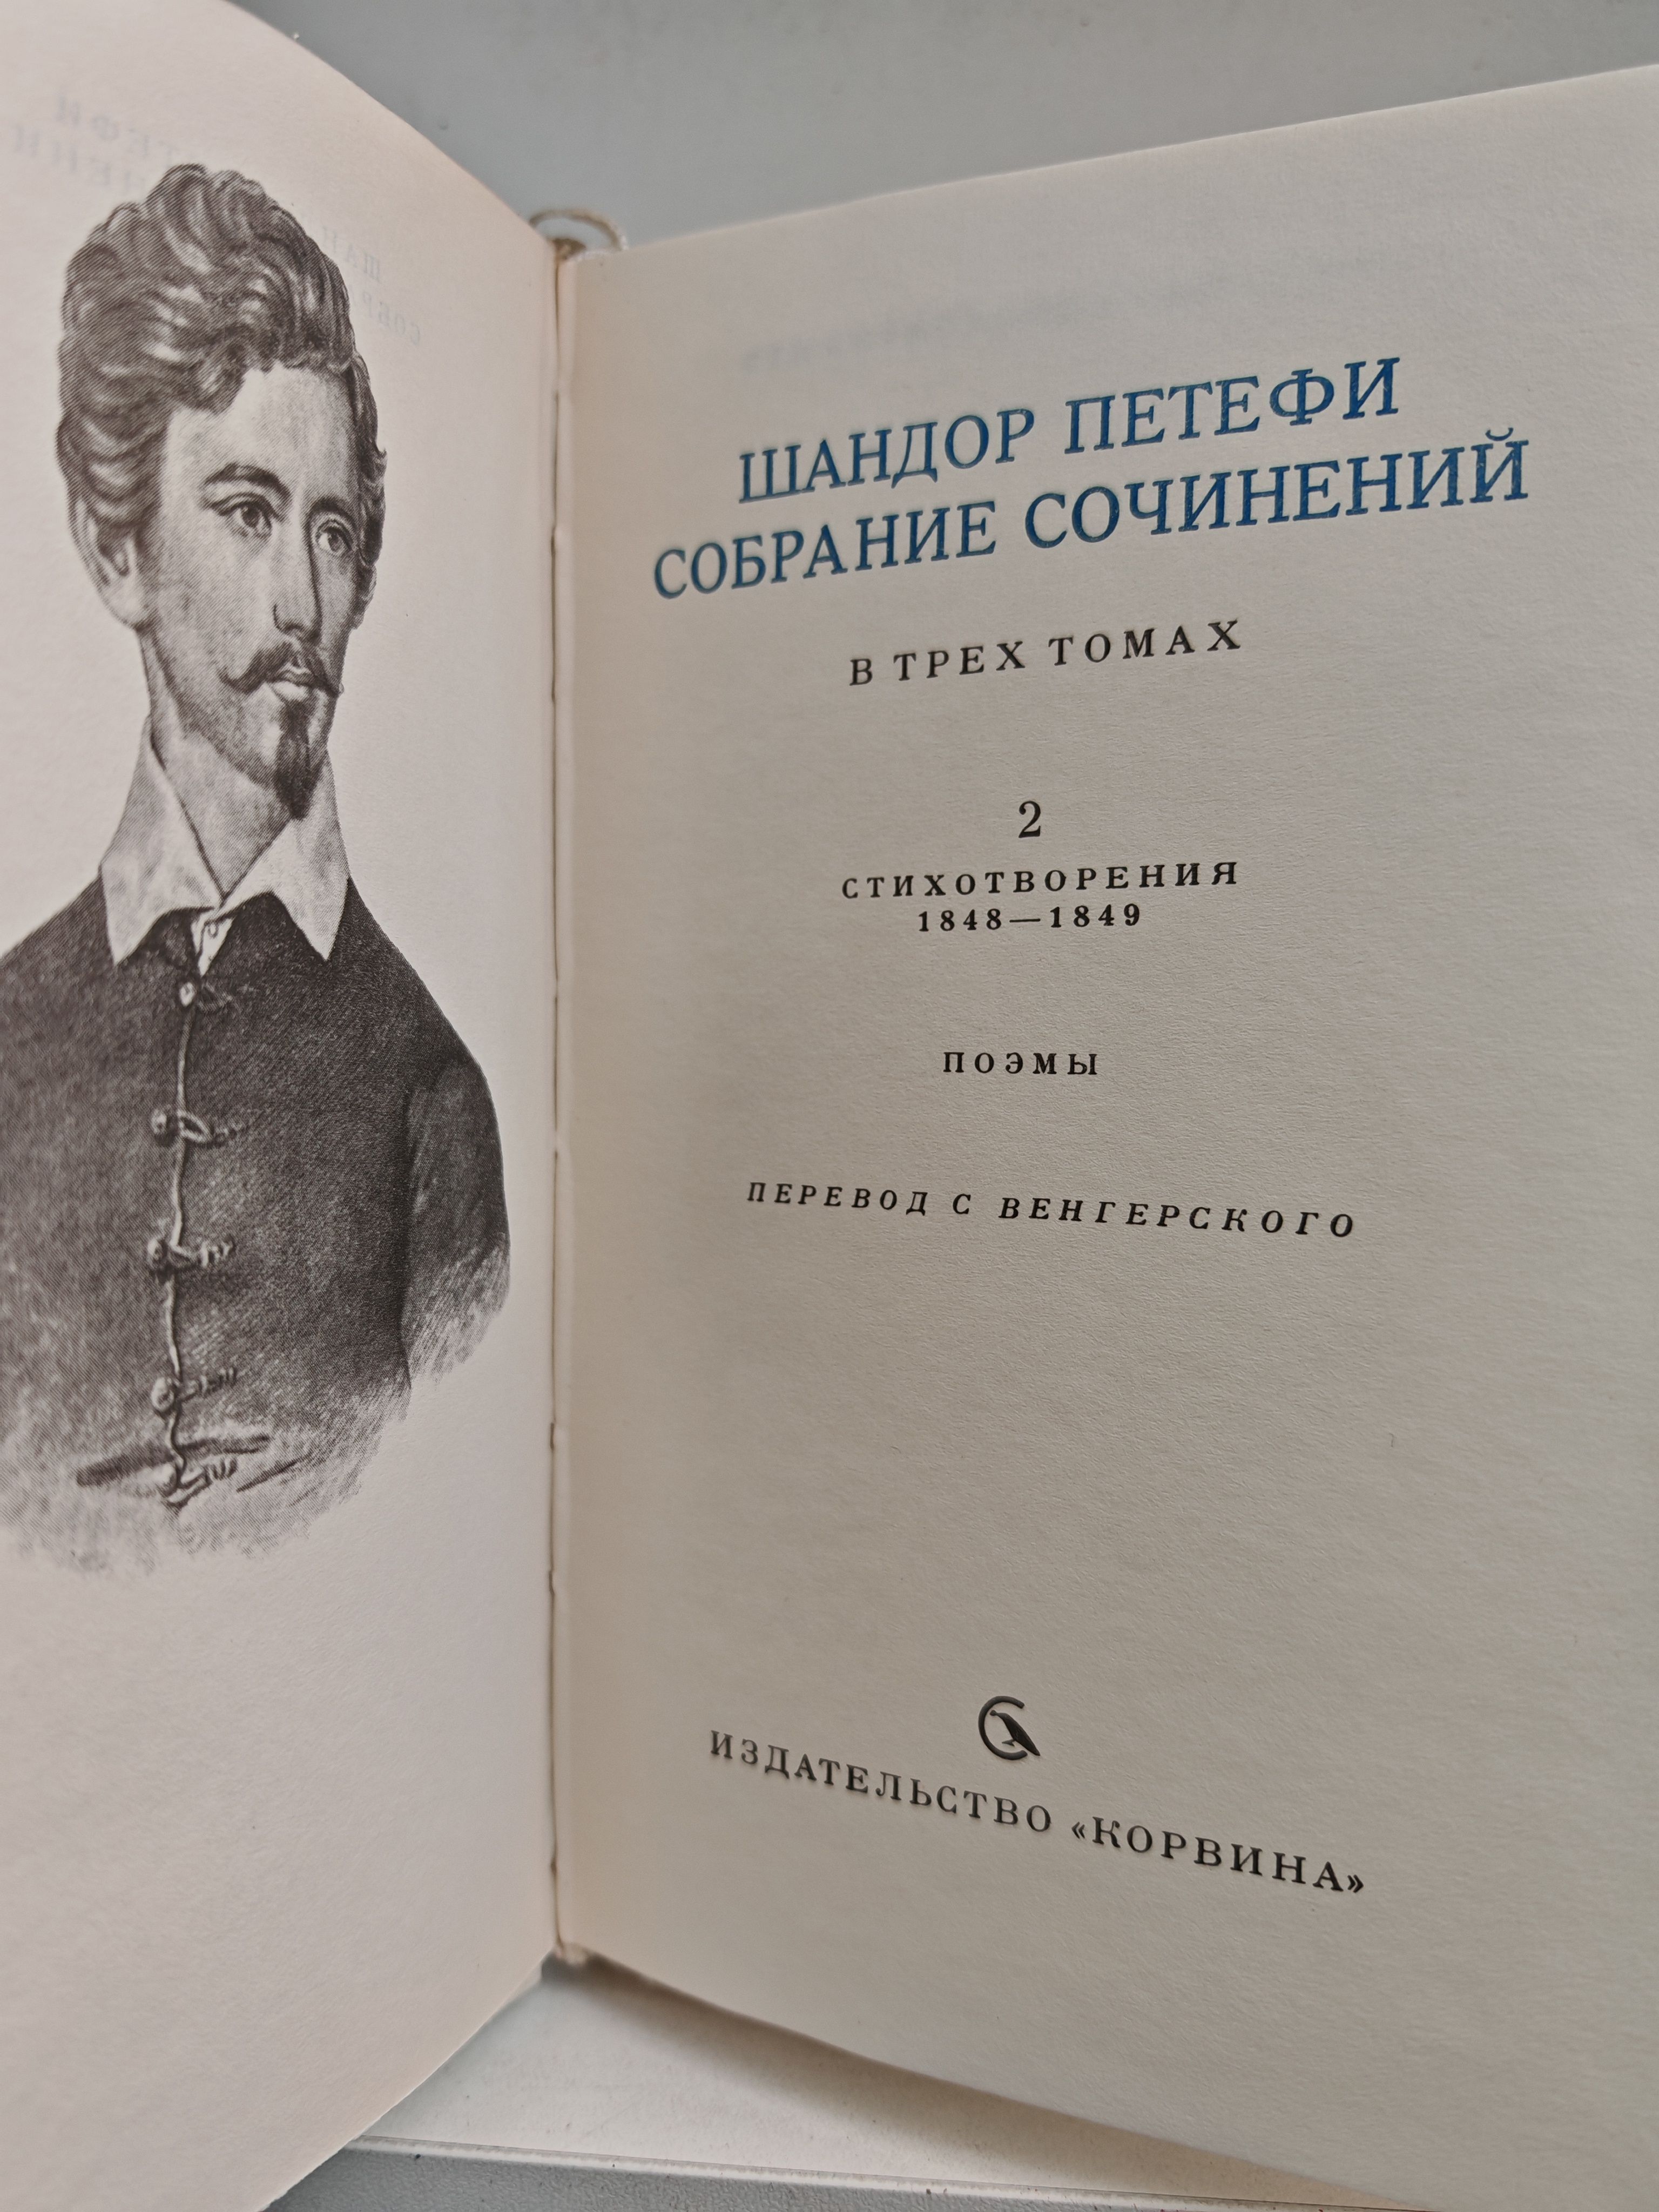 ШАНДОР ПЕТЕФИ
СОБРАНИЕ СОЧИНЕНИЙ
В ТРЕХ ТОМАХ
2
СТИХОТВОРЕНИЯ
1848—1849
ПОЭМЫ
ПЕРЕВОД С ВЕНГЕРСКОГО
ИЗДАТЕЛЬСТВО «КОРВИНА»